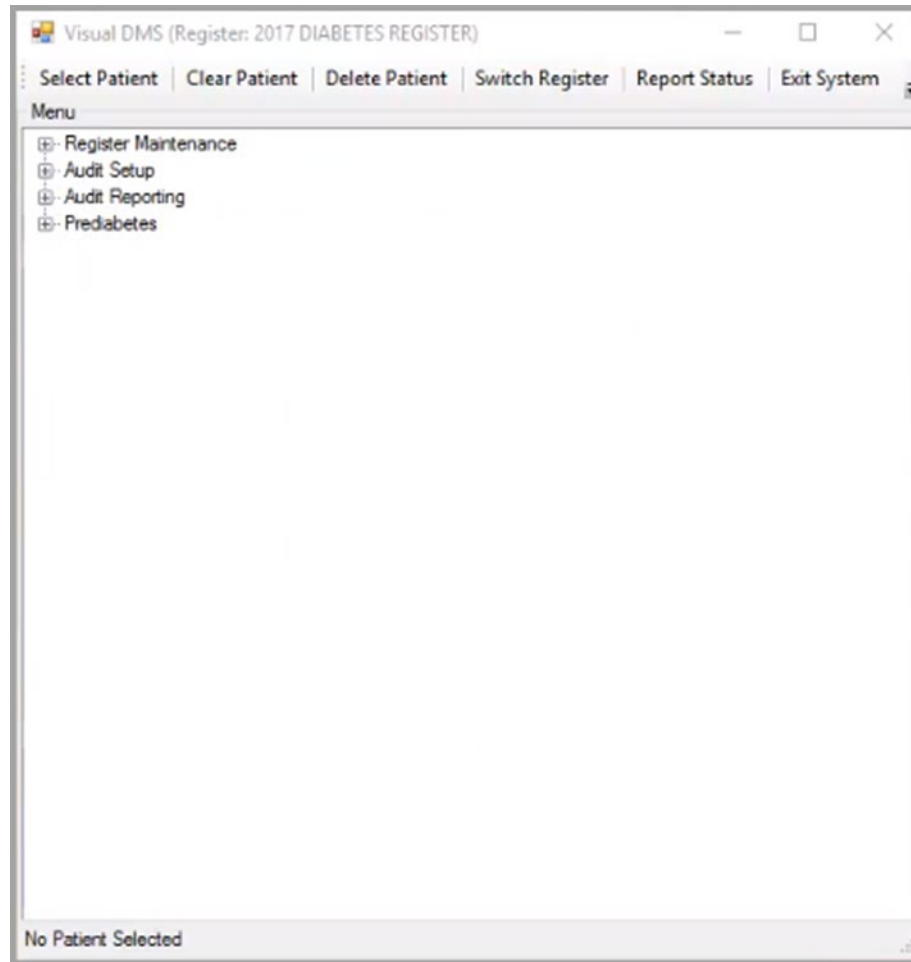 Visual DMS (Register: 2017 DIABETES REGISTER)
Select Patient Clear Patient Delete Patient Switch Register Report Status Exit System
Menu
Register Maintenance
Audit Setup
Audit Reporting
Prediabetes
No Patient Selected